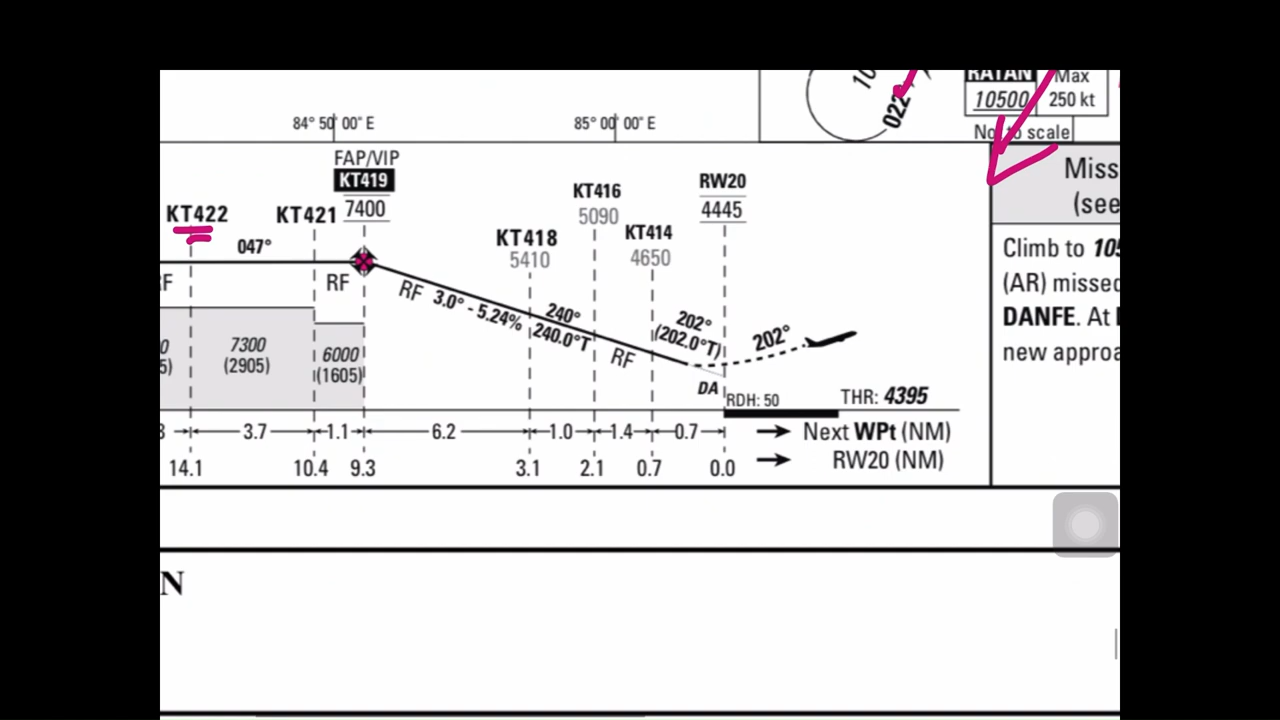 RATAN
10500
Max
250 kt
022°
Not to scale
84° 50' 00" E
85° 00' 00" E
FAP/VIP
KT419
7400
KT422
KT421
047°
RF
KT418
5410
KT416
5090
KT414
4650
RW20
4445
RF 3.0° - 5.24%
240°
240.0°T
RF
202°
(202.0°T)
202°
DA
7300
(2905)
6000
(1605)
RDH: 50
THR: 4395
3.7
1.1
6.2
1.0
1.4
0.7
Next WPt (NM)
14.1
10.4
9.3
3.1
2.1
0.7
0.0
RW20 (NM)
Miss
(see
Climb to 105
(AR) missed
DANFE. At
new approa
N